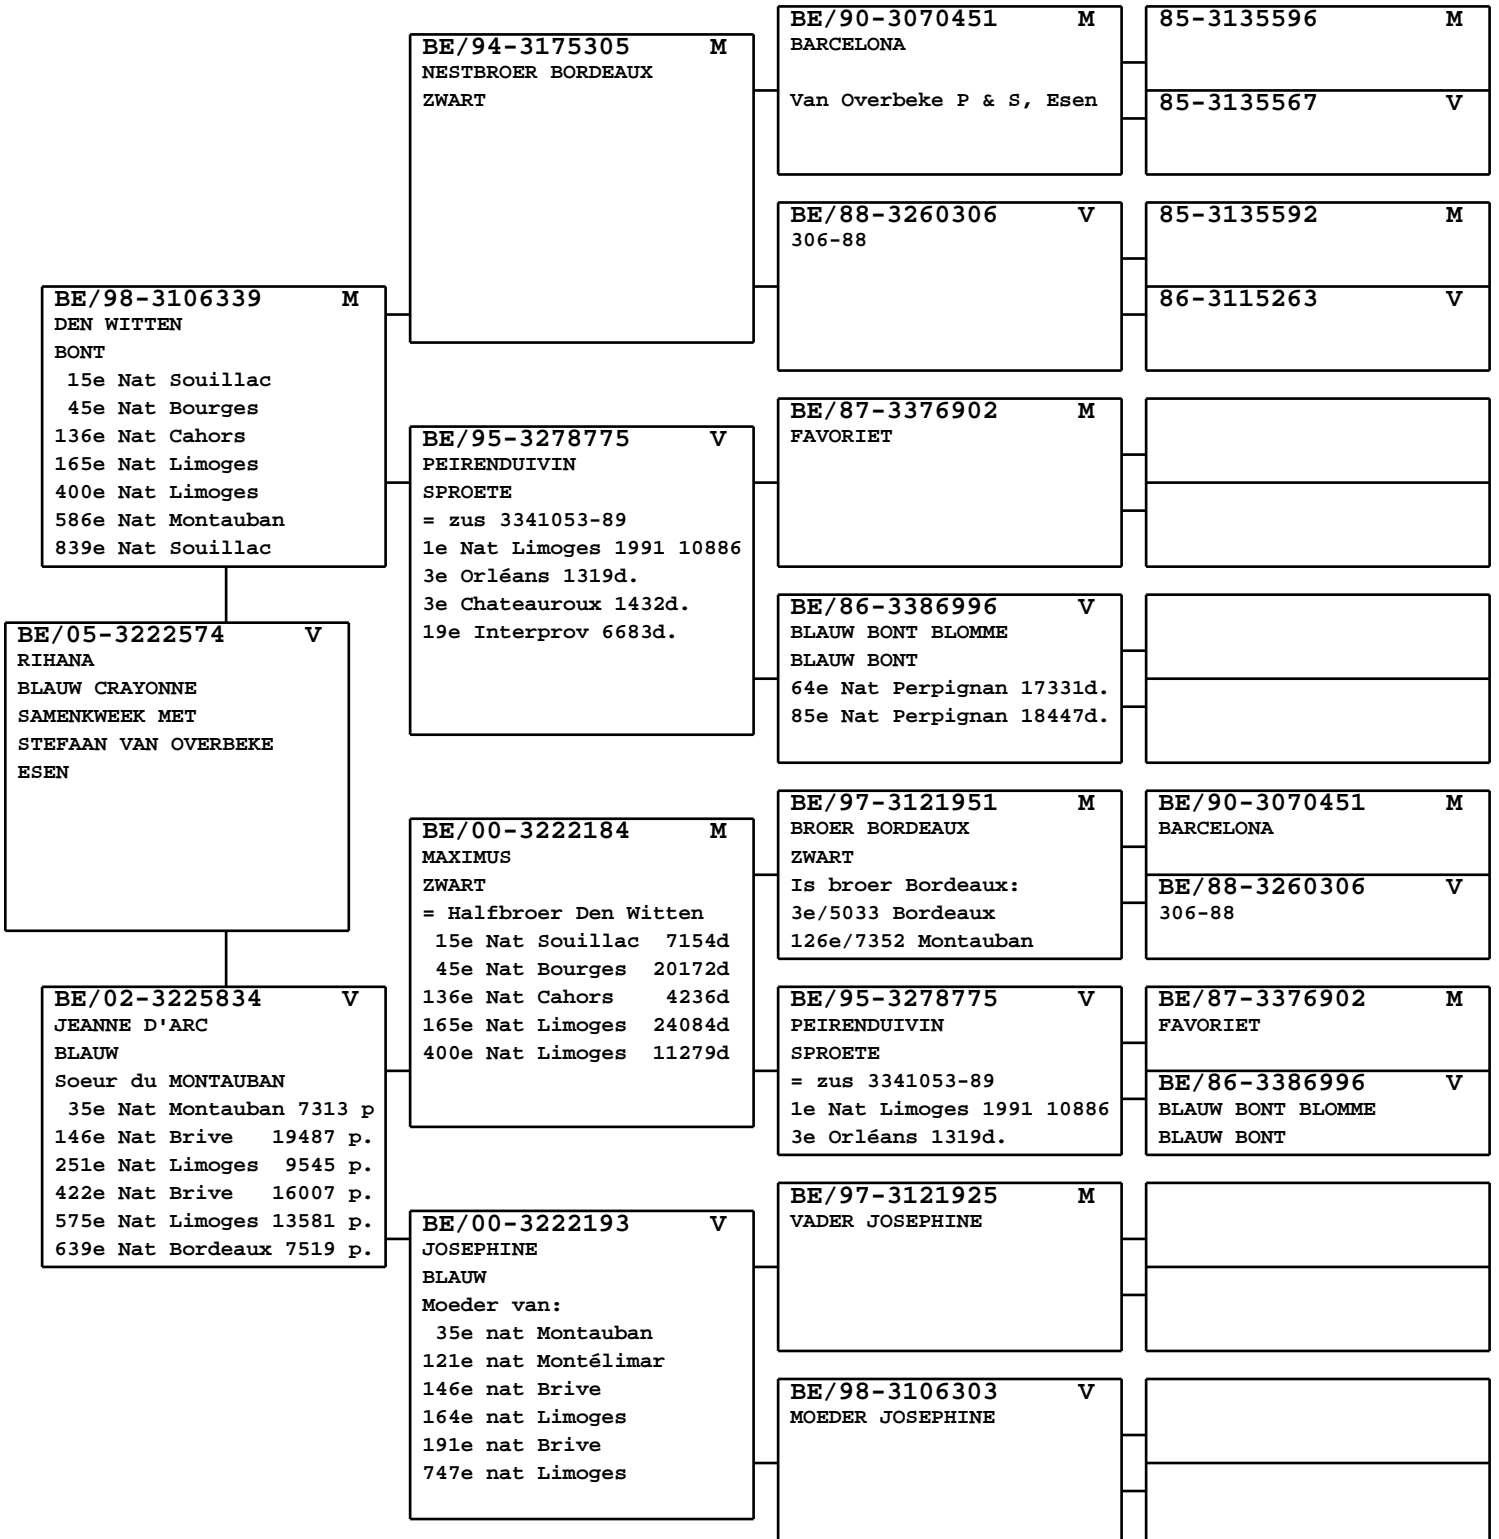 BE/05-3222574 V
RIHANA
BLAUW CRAYONNE
SAMENKWEEK MET
STEFAAN VAN OVERBEKE
ESEN
BE/98-3106339 M
DEN WITTEN
BONT
15e Nat Souillac
45e Nat Bourges
136e Nat Cahors
165e Nat Limoges
400e Nat Limoges
586e Nat Montauban
839e Nat Souillac
BE/02-3225834 V
JEANNE D'ARC
BLAUW
Soeur du MONTAUBAN
35e Nat Montauban 7313 p
146e Nat Brive 19487 p.
251e Nat Limoges 9545 p.
422e Nat Brive 16007 p.
575e Nat Limoges 13581 p.
639e Nat Bordeaux 7519 p.
BE/94-3175305 M
NESTBROER BORDEAUX
ZWART
BE/95-3278775 V
PEIRENDUIVIN
SPROETE
= zus 3341053-89
1e Nat Limoges 1991 10886
3e Orléans 1319d.
3e Chateauroux 1432d.
19e Interprov 6683d.
BE/00-3222184 M
MAXIMUS
ZWART
= Halfbroer Den Witten
15e Nat Souillac 7154d
45e Nat Bourges 20172d
136e Nat Cahors 4236d
165e Nat Limoges 24084d
400e Nat Limoges 11279d
BE/00-3222193 V
JOSEPHINE
BLAUW
Moeder van:
35e nat Montauban
121e nat Montélimar
146e nat Brive
164e nat Limoges
191e nat Brive
747e nat Limoges
BE/90-3070451 M
BARCELONA
Van Overbeke P & S, Esen
BE/88-3260306 V
306-88
BE/87-3376902 M
FAVORIET
BE/86-3386996 V
BLAUW BONT BLOMME
BLAUW BONT
64e Nat Perpignan 17331d.
85e Nat Perpignan 18447d.
BE/97-3121951 M
BROER BORDEAUX
ZWART
Is broer Bordeaux:
3e/5033 Bordeaux
126e/7352 Montauban
BE/95-3278775 V
PEIRENDUIVIN
SPROETE
= zus 3341053-89
1e Nat Limoges 1991 10886
3e Orléans 1319d.
BE/97-3121925 M
VADER JOSEPHINE
BE/98-3106303 V
MOEDER JOSEPHINE
85-3135596 M
85-3135567 V
85-3135592 M
86-3115263 V
BE/90-3070451 M
BARCELONA
BE/88-3260306 V
306-88
BE/87-3376902 M
FAVORIET
BE/86-3386996 V
BLAUW BONT BLOMME
BLAUW BONT